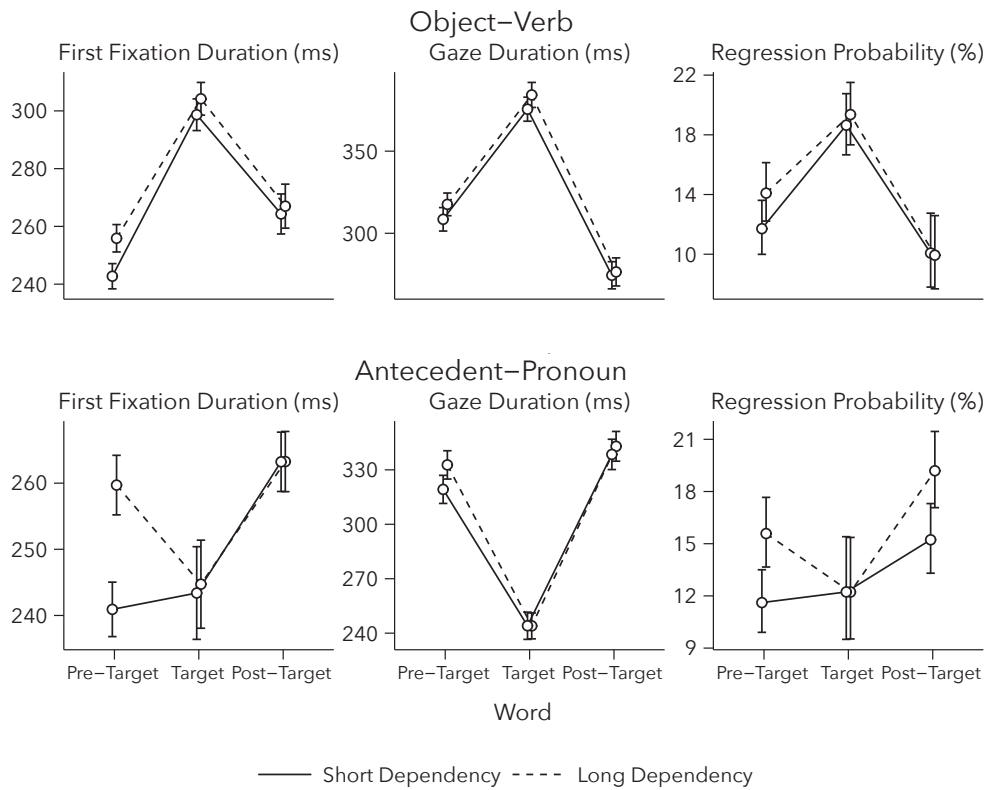 Object–Verb
First Fixation Duration (ms)
Gaze Duration (ms)
Regression Probability (%)
300
280
260
240
350
300
22
18
14
10
Antecedent–Pronoun
First Fixation Duration (ms)
Gaze Duration (ms)
Regression Probability (%)
260
250
240
330
300
270
240
21
18
15
12
9
Pre–Target Target Post–Target
Pre–Target Target Post–Target
Pre–Target Target Post–Target
Word
Short Dependency
Long Dependency